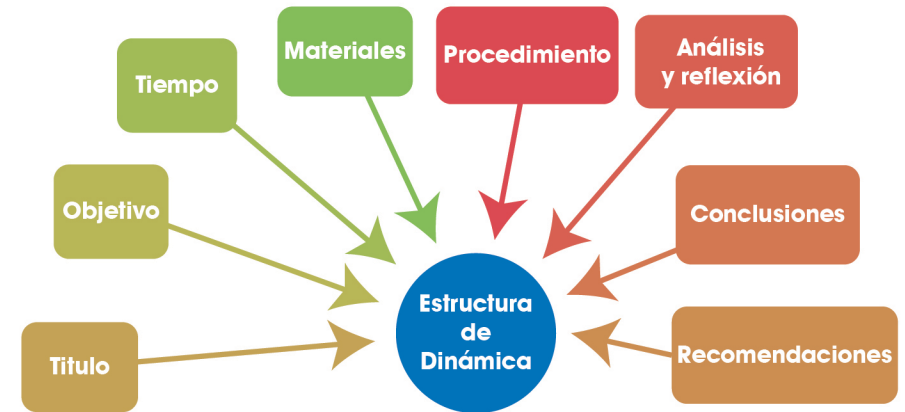 Titulo
Objetivo
Tiempo
Materiales
Procedimiento
Análisis
y reflexión
Conclusiones
Recomendaciones
Estructura
de
Dinámica